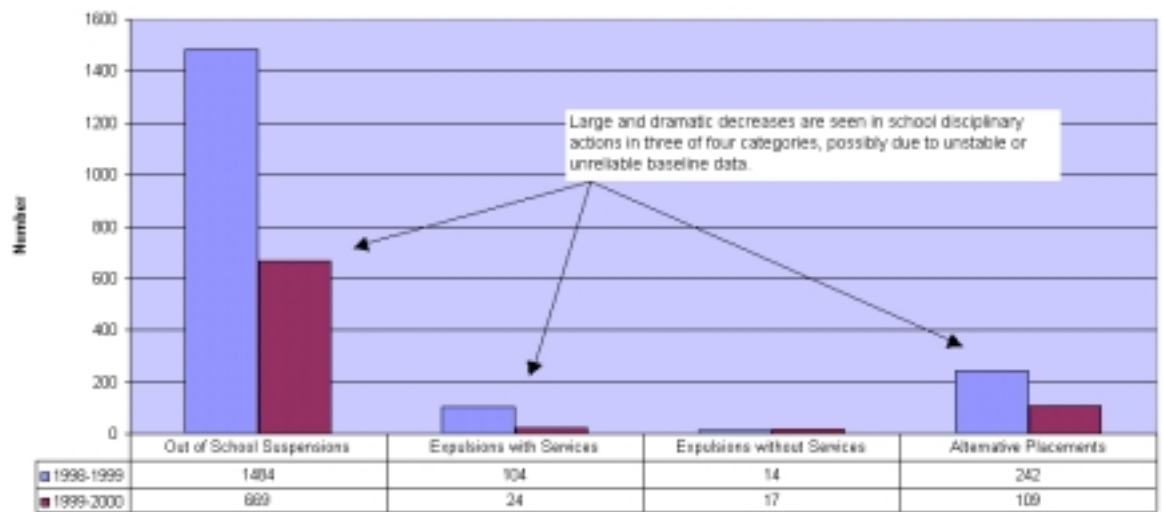 1600
1400
1200
1000
800
600
400
200
0
Number
Large and dramatic decreases are seen in school disciplinary
actions in three of four categories, possibly due to unstable or
unreliable baseline data.
Out of School Suspensions Expulsions with Services Expulsions without Services Alternative Placements
1998-1999 1484 104 14 242
1999-2000 669 24 17 109